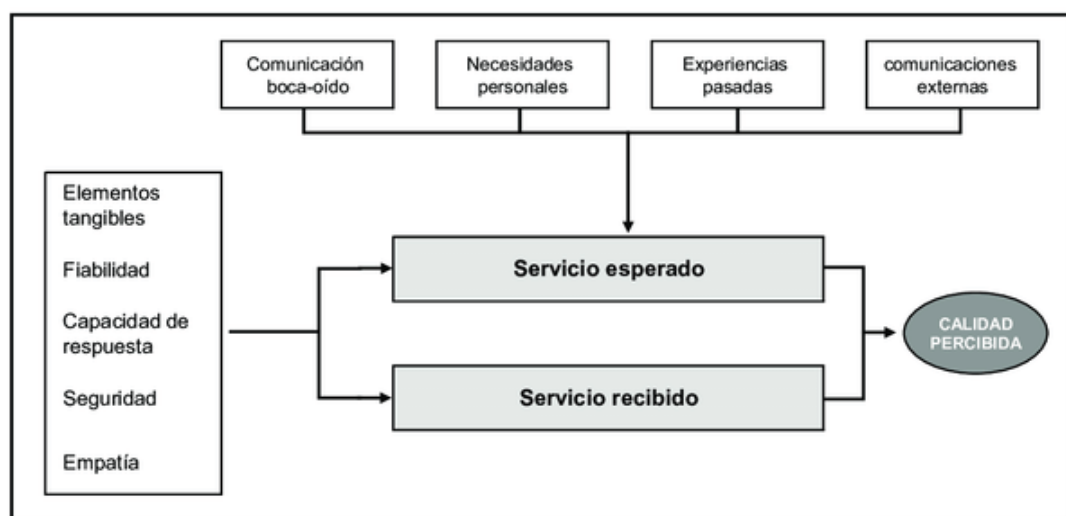 Comunicación
boca-oído
Necesidades
personales
Experiencias
pasadas
comunicaciones
externas
Elementos
tangibles
Fiabilidad
Capacidad de
respuesta
Seguridad
Empatía
Servicio esperado
Servicio recibido
CALIDAD
PERCIBIDA